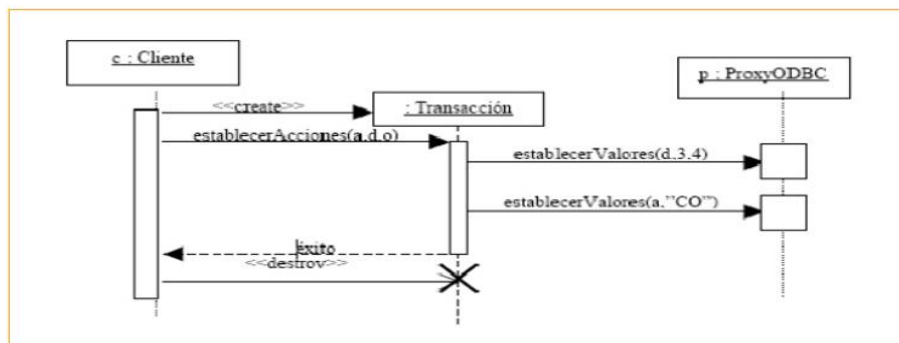 c : Cliente
p : ProxyODBC
<<create>>
: Transacción
establecerAcciones(a,d,o)
establecerValores(d,3,4)
establecerValores(a,"CO")
éxito
<<destroy>>